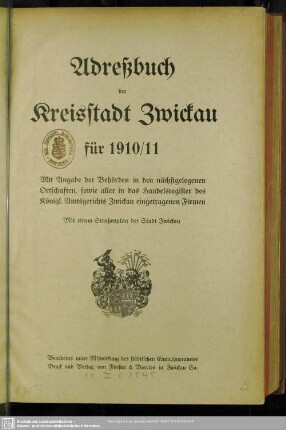 Adreßbuch
der
Kreisstadt Zwickau
für 1910/11
Mit Angabe der Behörden in den nächstgelegenen
Ortschaften, sowie aller in das Handelsregister des
Königl. Amtsgerichts Zwickau eingetragenen Firmen
Mit einem Straßenplan der Stadt Zwickau
Bearbeitet unter Mitwirkung des städtischen Einwohneramtes
Druck und Verlag von Förster & Borries in Zwickau Sa.